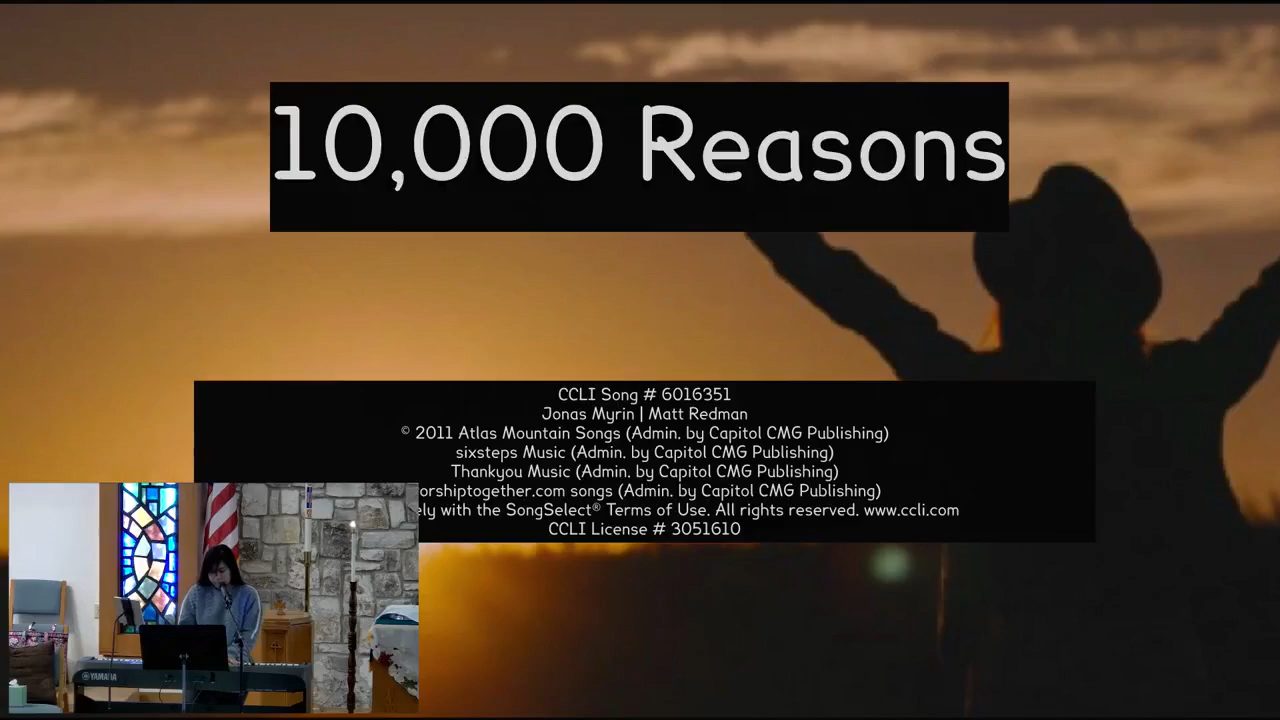 10,000 Reasons
CCLI Song # 6016351
Jonas Myrin | Matt Redman
© 2011 Atlas Mountain Songs (Admin. by Capitol CMG Publishing)
sixsteps Music (Admin. by Capitol CMG Publishing)
Thankyou Music (Admin. by Capitol CMG Publishing)
orshiptogether.com songs (Admin. by Capitol CMG Publishing)
ely with the SongSelect® Terms of Use. All rights reserved. www.ccli.com
CCLI License # 3051610
YAMAHA